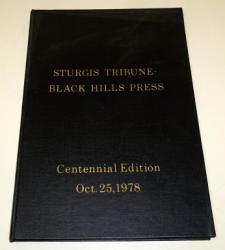 STURGIS TRIBUNE-
BLACK HILLS PRESS
Centennial Edition
Oct. 25, 1978